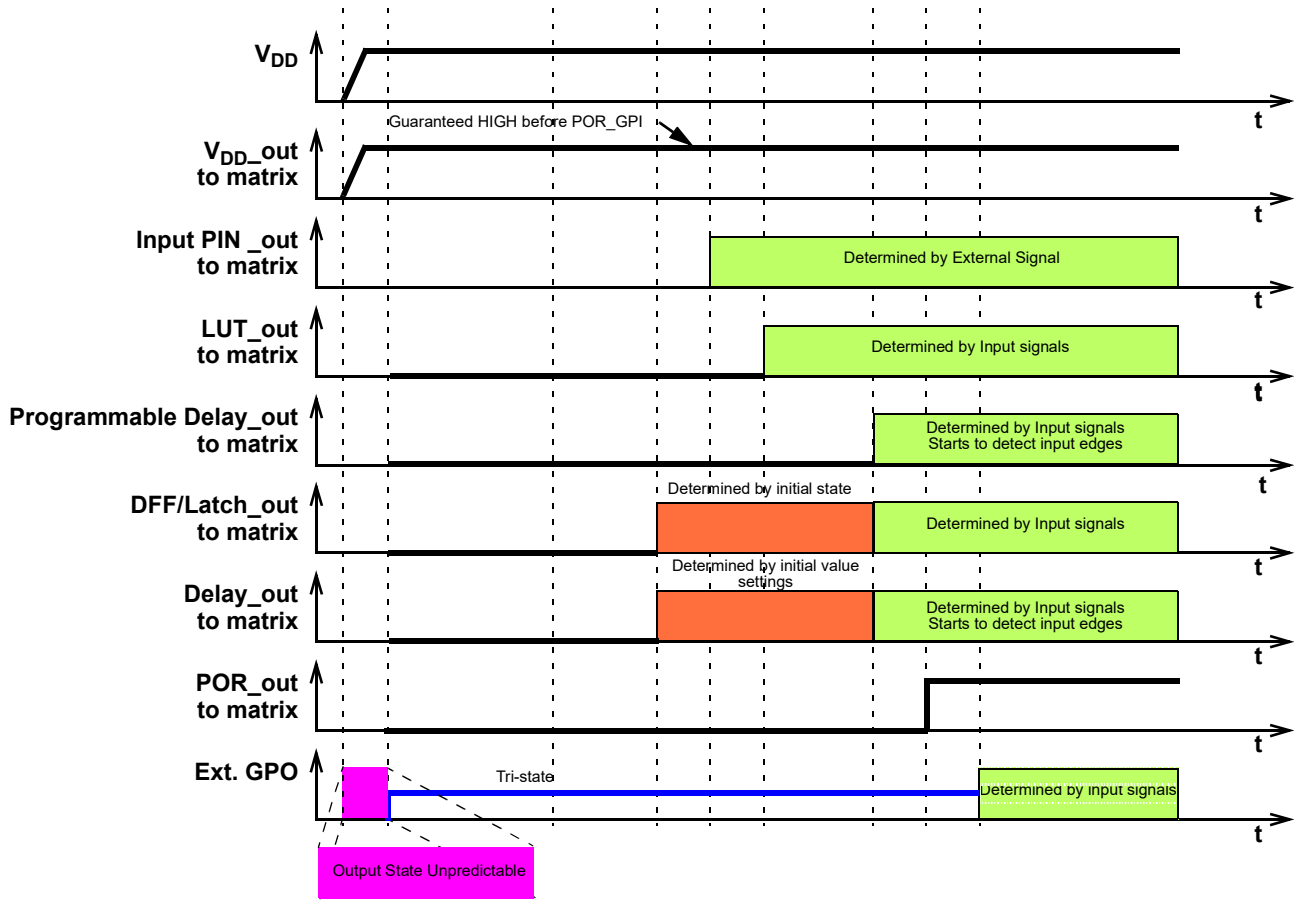 V_DD
t
Guaranteed HIGH before POR_GPI
V_DD_out
to matrix
t
Input PIN _out
to matrix
Determined by External Signal
t
LUT_out
to matrix
Determined by Input signals
t
Programmable Delay_out
to matrix
Determined by Input signals
Starts to detect input edges
t
Determined by initial state
DFF/Latch_out
to matrix
Determined by Input signals
t
Determined by initial value
settings
Delay_out
to matrix
Determined by Input signals
Starts to detect input edges
t
POR_out
to matrix
t
Ext. GPO
Tri-state
Determined by input signals
t
Output State Unpredictable